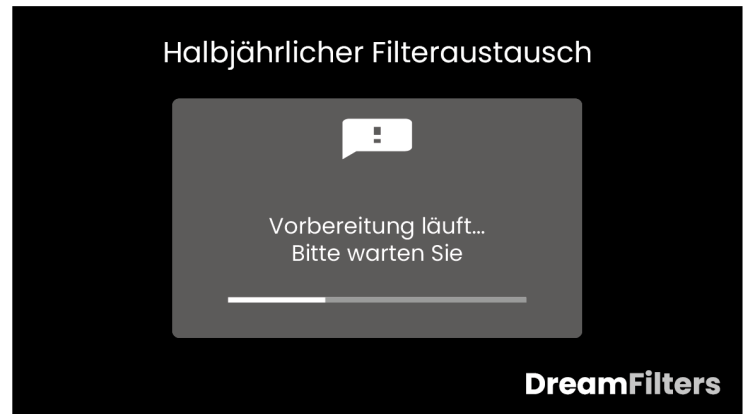 Halbjährlicher Filteraustausch
Vorbereitung läuft...
Bitte warten Sie
DreamFilters